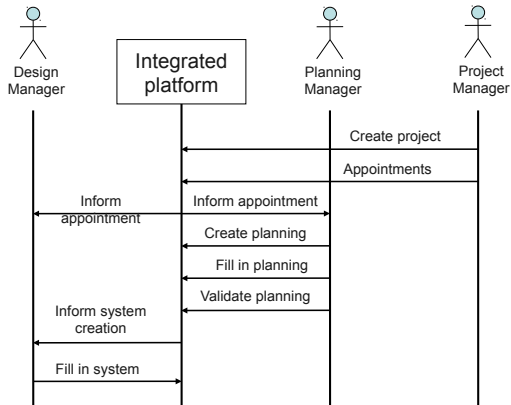 Design
Manager
Integrated
platform
Planning
Manager
Project
Manager
Create project
Appointments
Inform
appointment
Inform appointment
Create planning
Fill in planning
Validate planning
Inform system
creation
Fill in system